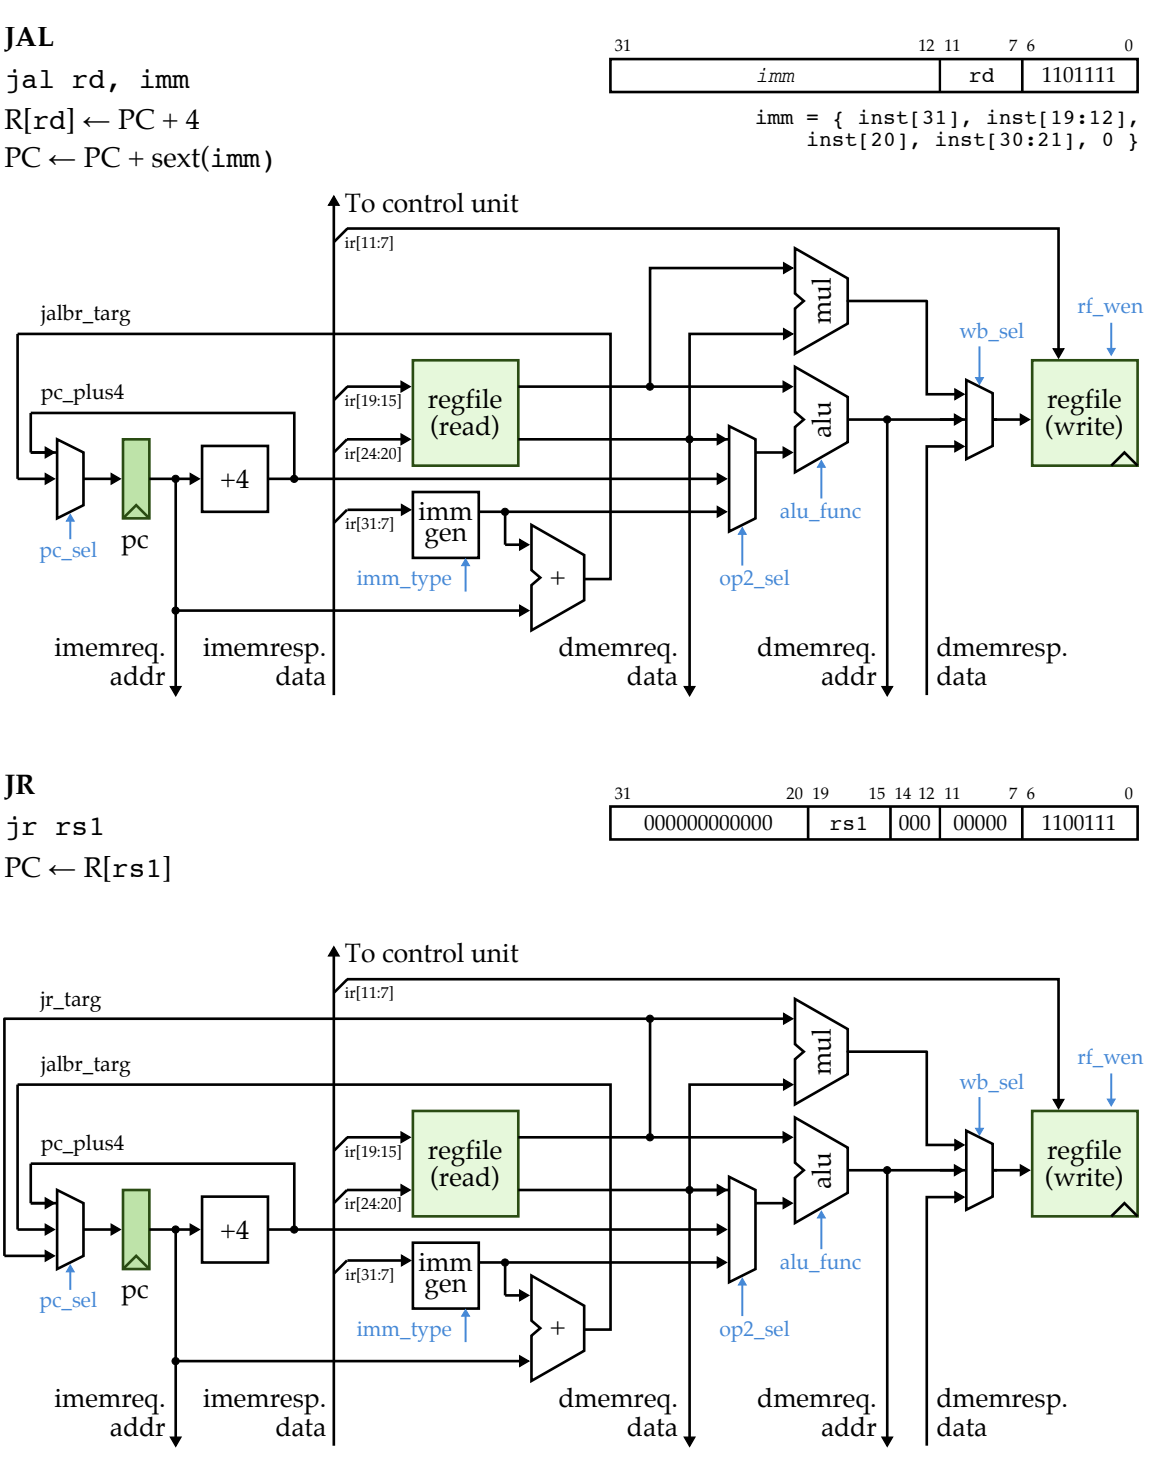 JAL
jal rd, imm
R[rd] ← PC + 4
PC ← PC + sext(imm)
31 12 11 7 6 0
imm rd 1101111
imm = { inst[31], inst[19:12],
inst[20], inst[30:21], 0 }
To control unit
ir[11:7]
jalbr_targ
mul
rf_wen
wb_sel
pc_plus4
ir[19:15]
regfile
(read)
alu
regfile
(write)
ir[24:20]
+4
imm
gen
ir[31:7]
alu_func
pc_sel
pc
imm_type
+
op2_sel
imemreq.
addr
imemresp.
data
dmemreq.
data
dmemreq.
addr
dmemresp.
data
JR
jr rs1
PC ← R[rs1]
31 20 19 15 14 12 11 7 6 0
000000000000 rs1 000 00000 1100111
To control unit
ir[11:7]
jr_targ
mul
jalbr_targ
rf_wen
wb_sel
pc_plus4
ir[19:15]
regfile
(read)
alu
regfile
(write)
ir[24:20]
+4
imm
gen
ir[31:7]
alu_func
pc_sel
pc
imm_type
+
op2_sel
imemreq.
addr
imemresp.
data
dmemreq.
data
dmemreq.
addr
dmemresp.
data